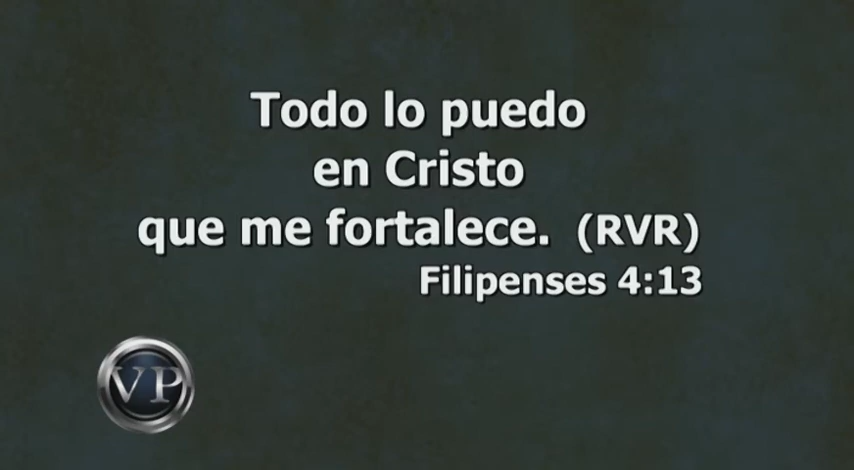 Todo lo puedo
en Cristo
que me fortalece. (RVR)
Filipenses 4:13
VP